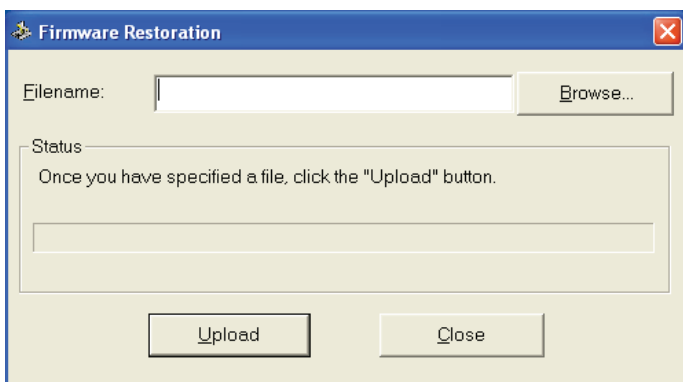 Firmware Restoration
Filename:
Browse...
Status
Once you have specified a file, click the "Upload" button.
Upload
Close